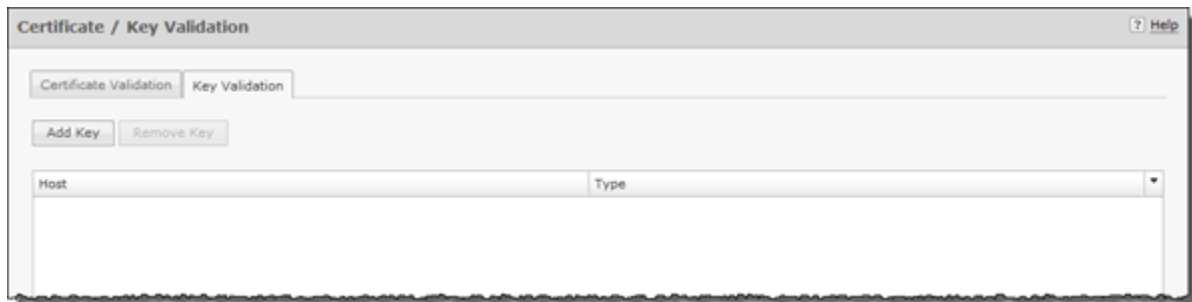 Certificate / Key Validation ? Help
Certificate Validation Key Validation
Add Key Remove Key
Host Type